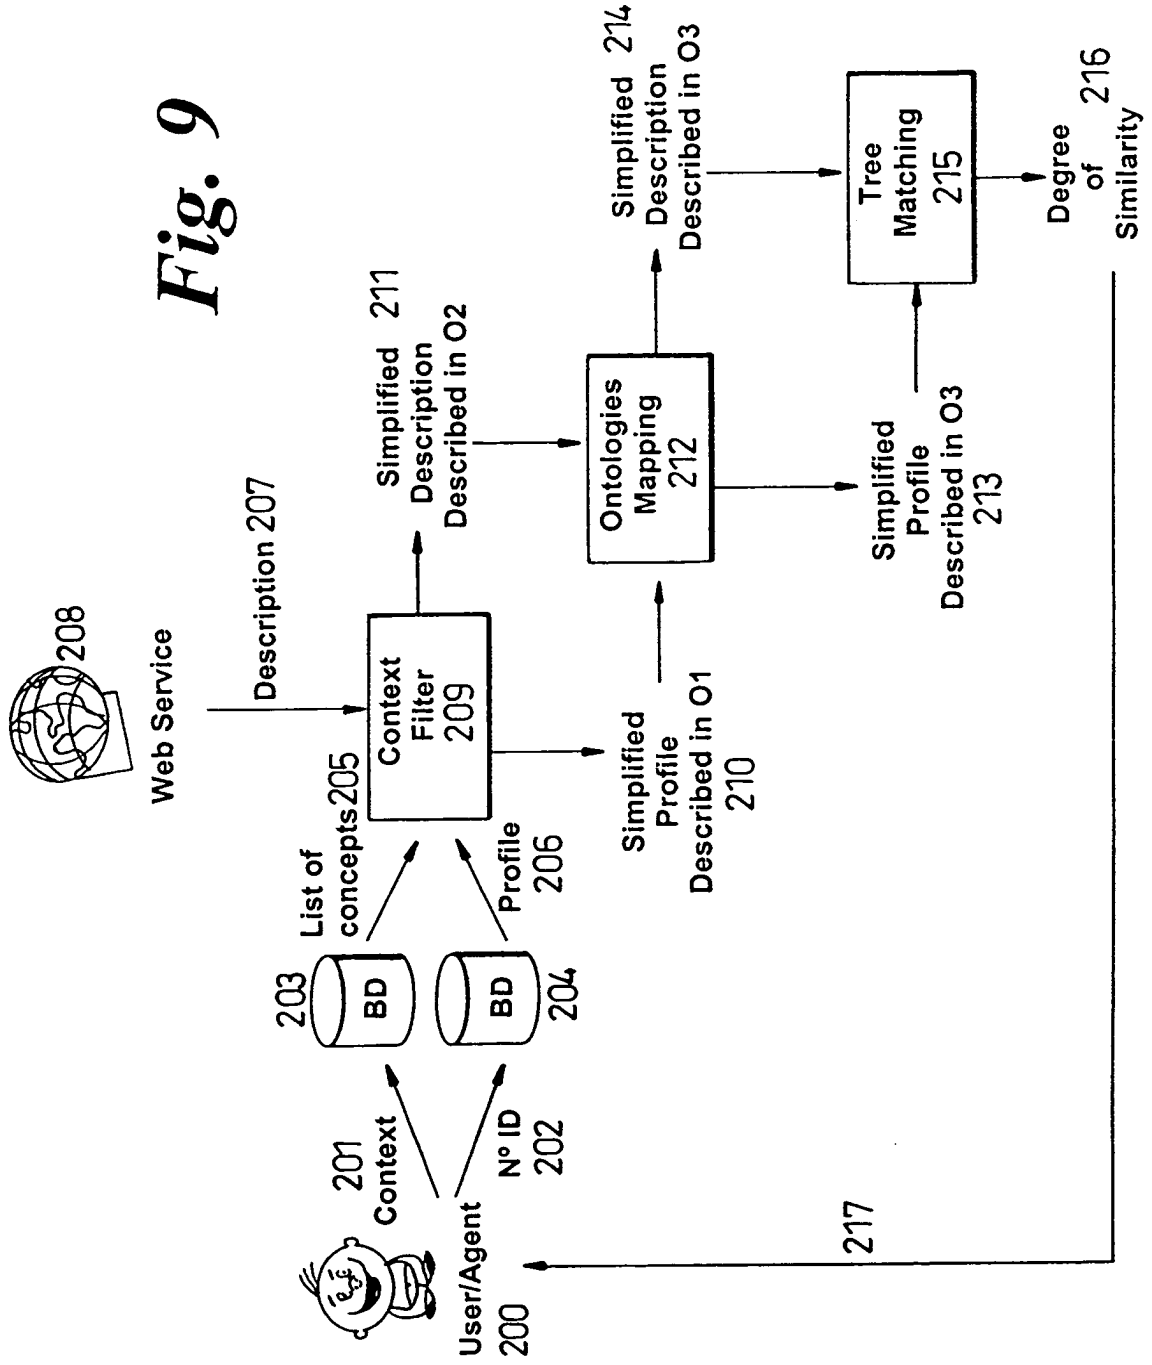 Fig. 9
208
Web Service
Description 207
203
BD
List of
concepts 205
201
Context
User/Agent
200
Nº ID
202
BD
204
Profile
206
Context
Filter
209
Simplified 211
Description
Described in O2
Simplified
Profile
Described in O1
210
Ontologies
Mapping
212
Simplified 214
Description
Described in O3
Simplified
Profile
Described in O3
213
Tree
Matching
215
Degree
of 216
Similarity
217